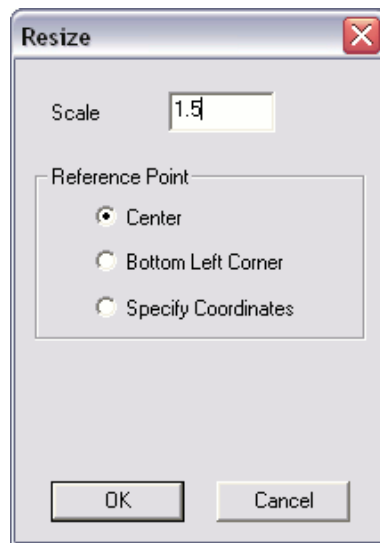 Resize
Scale 1.5
Reference Point
Center
Bottom Left Corner
Specify Coordinates
OK Cancel